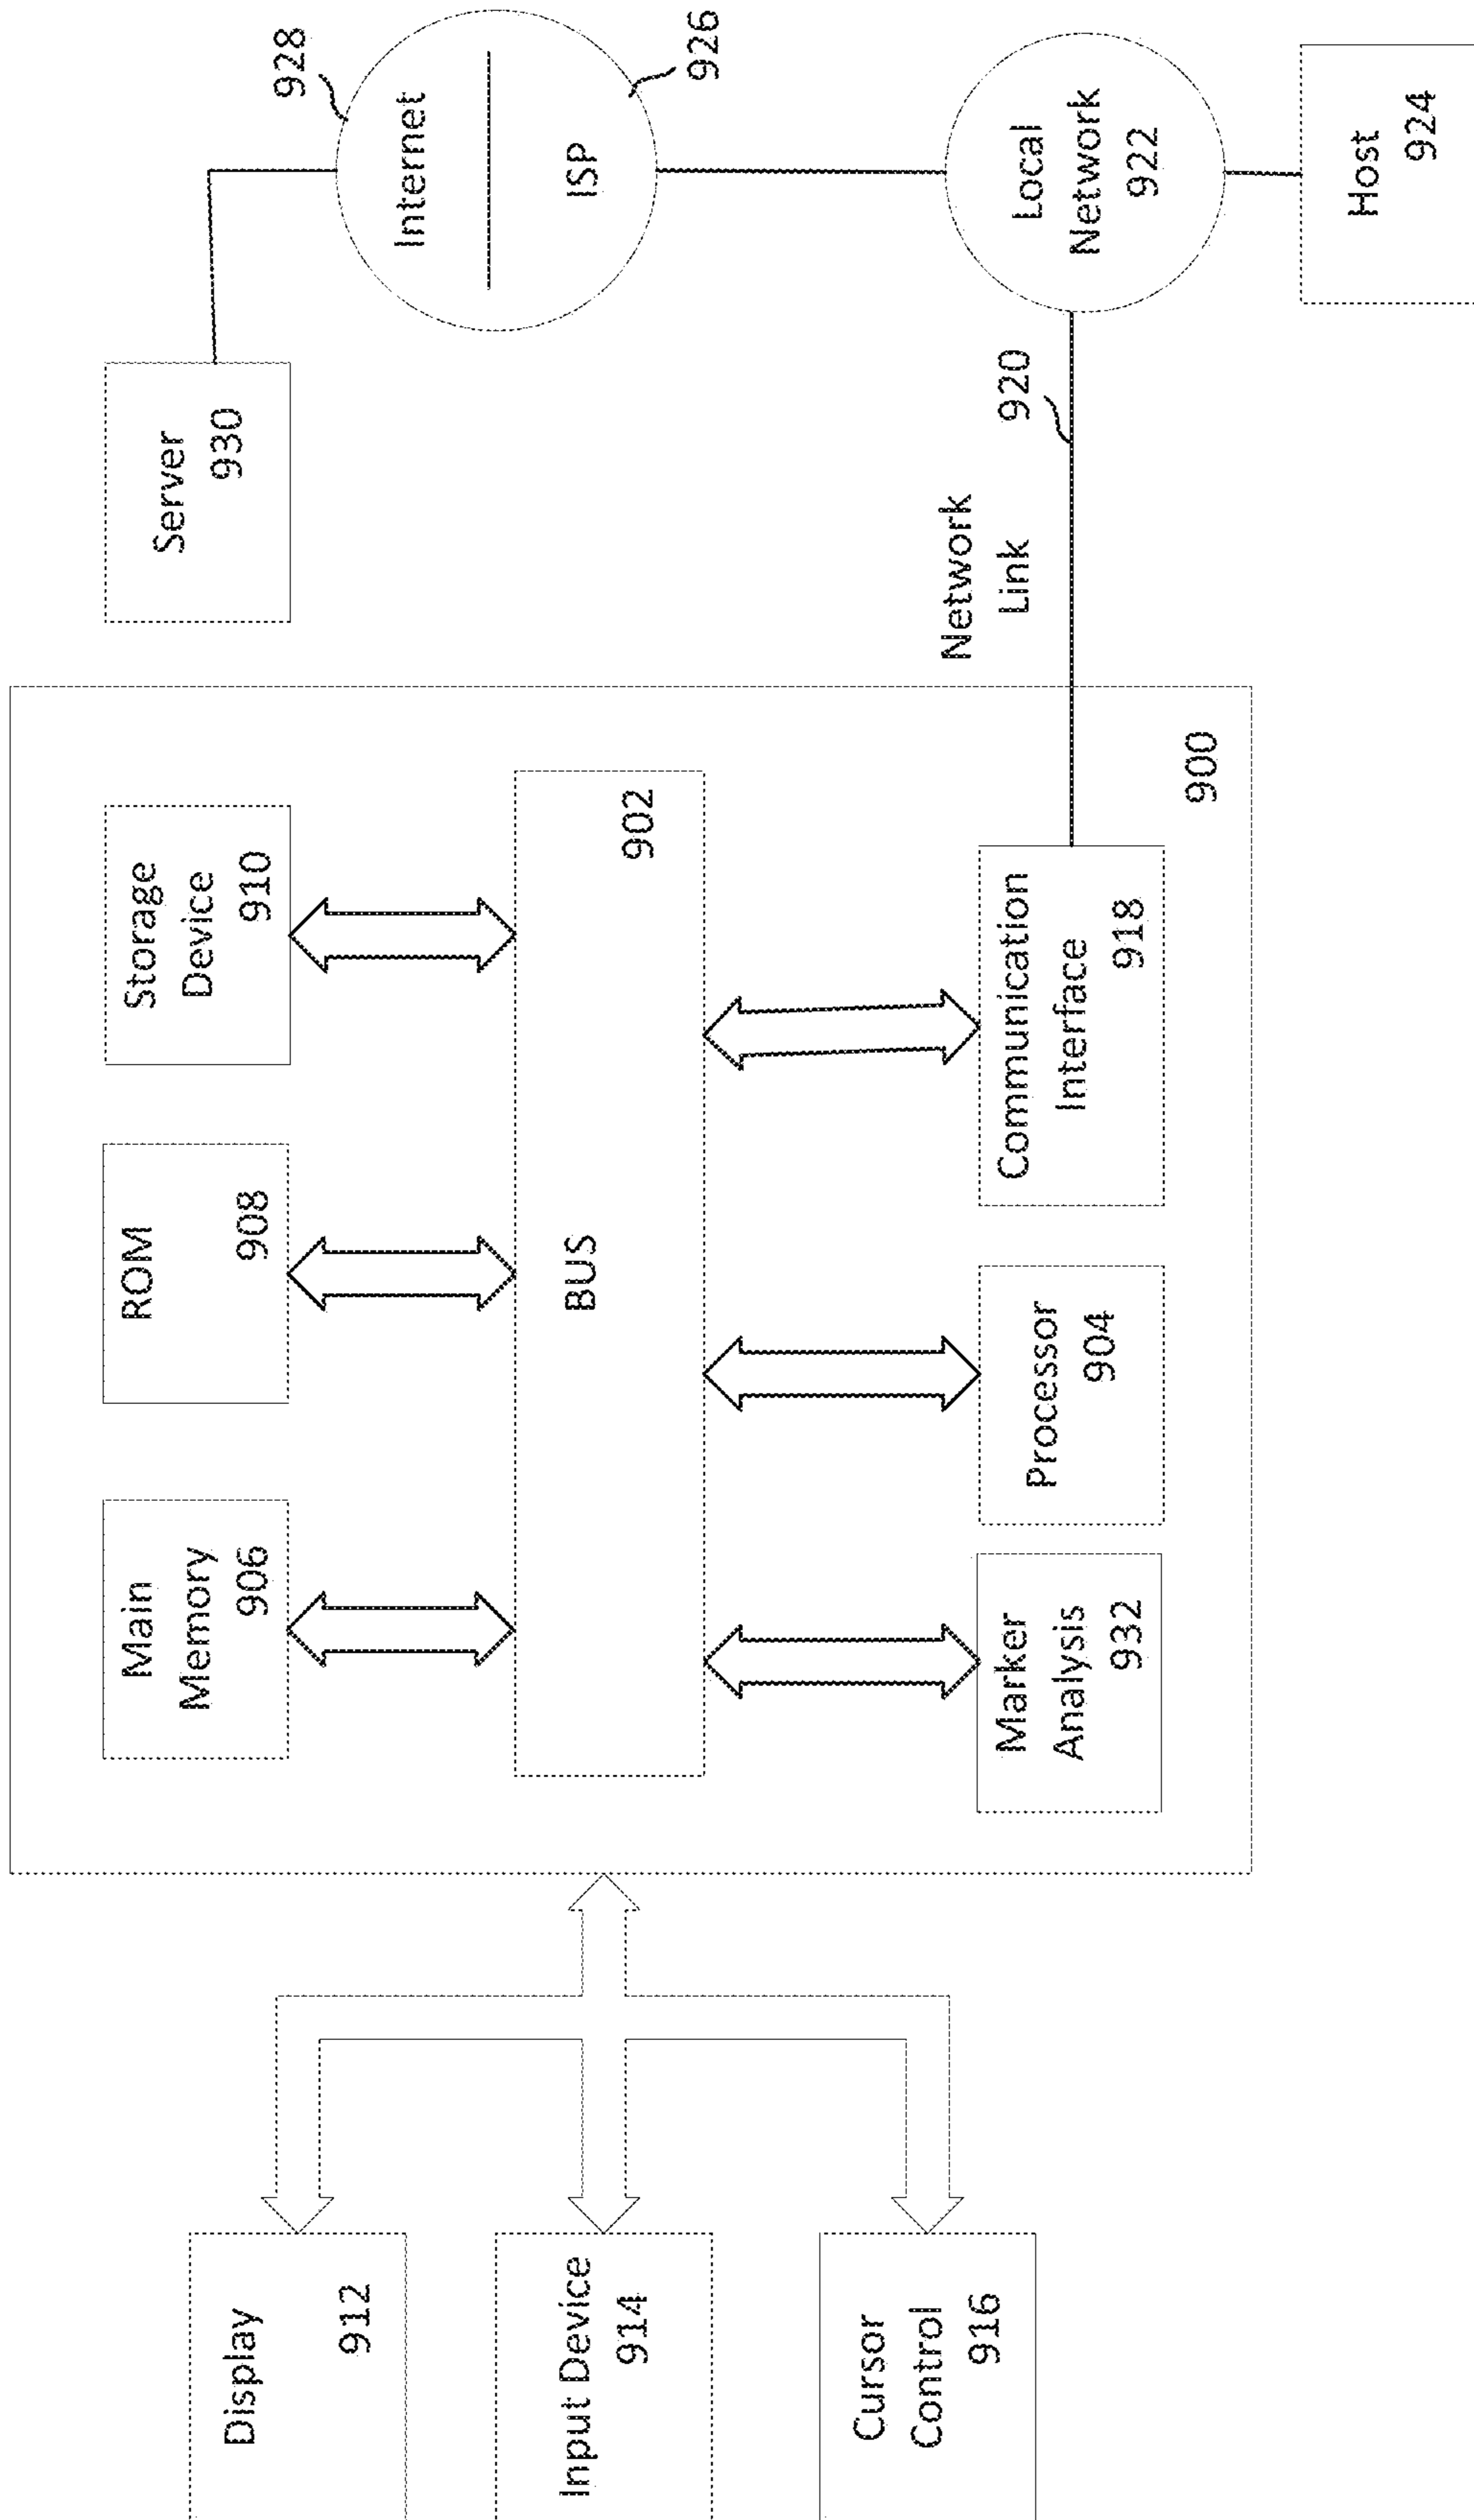 Display
912
Input Device
914
Cursor
Control
916
Main
Memory
906
ROM
908
Storage
Device
910
BUS
902
Marker
Analysis
932
Processor
904
Communication
Interface
918
900
Server
930
Network
Link
920
928
Internet
ISP
926
Local
Network
922
Host
924